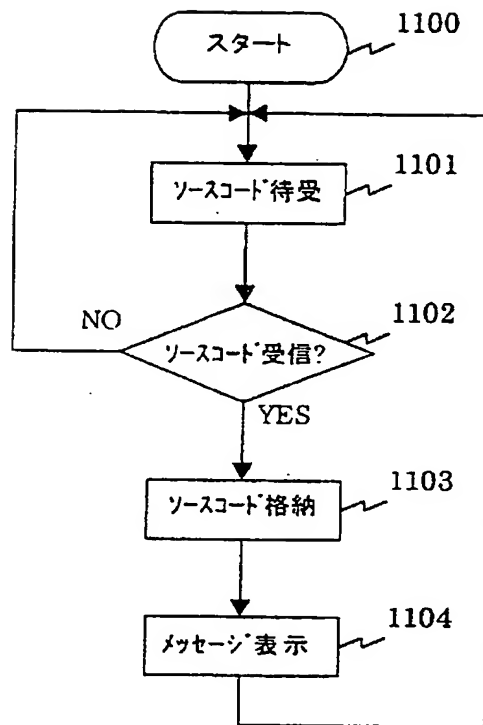 スタート
1100
ソースコード待受
1101
ソースコード受信?
1102
NO
YES
ソースコード格納
1103
メッセージ表示
1104